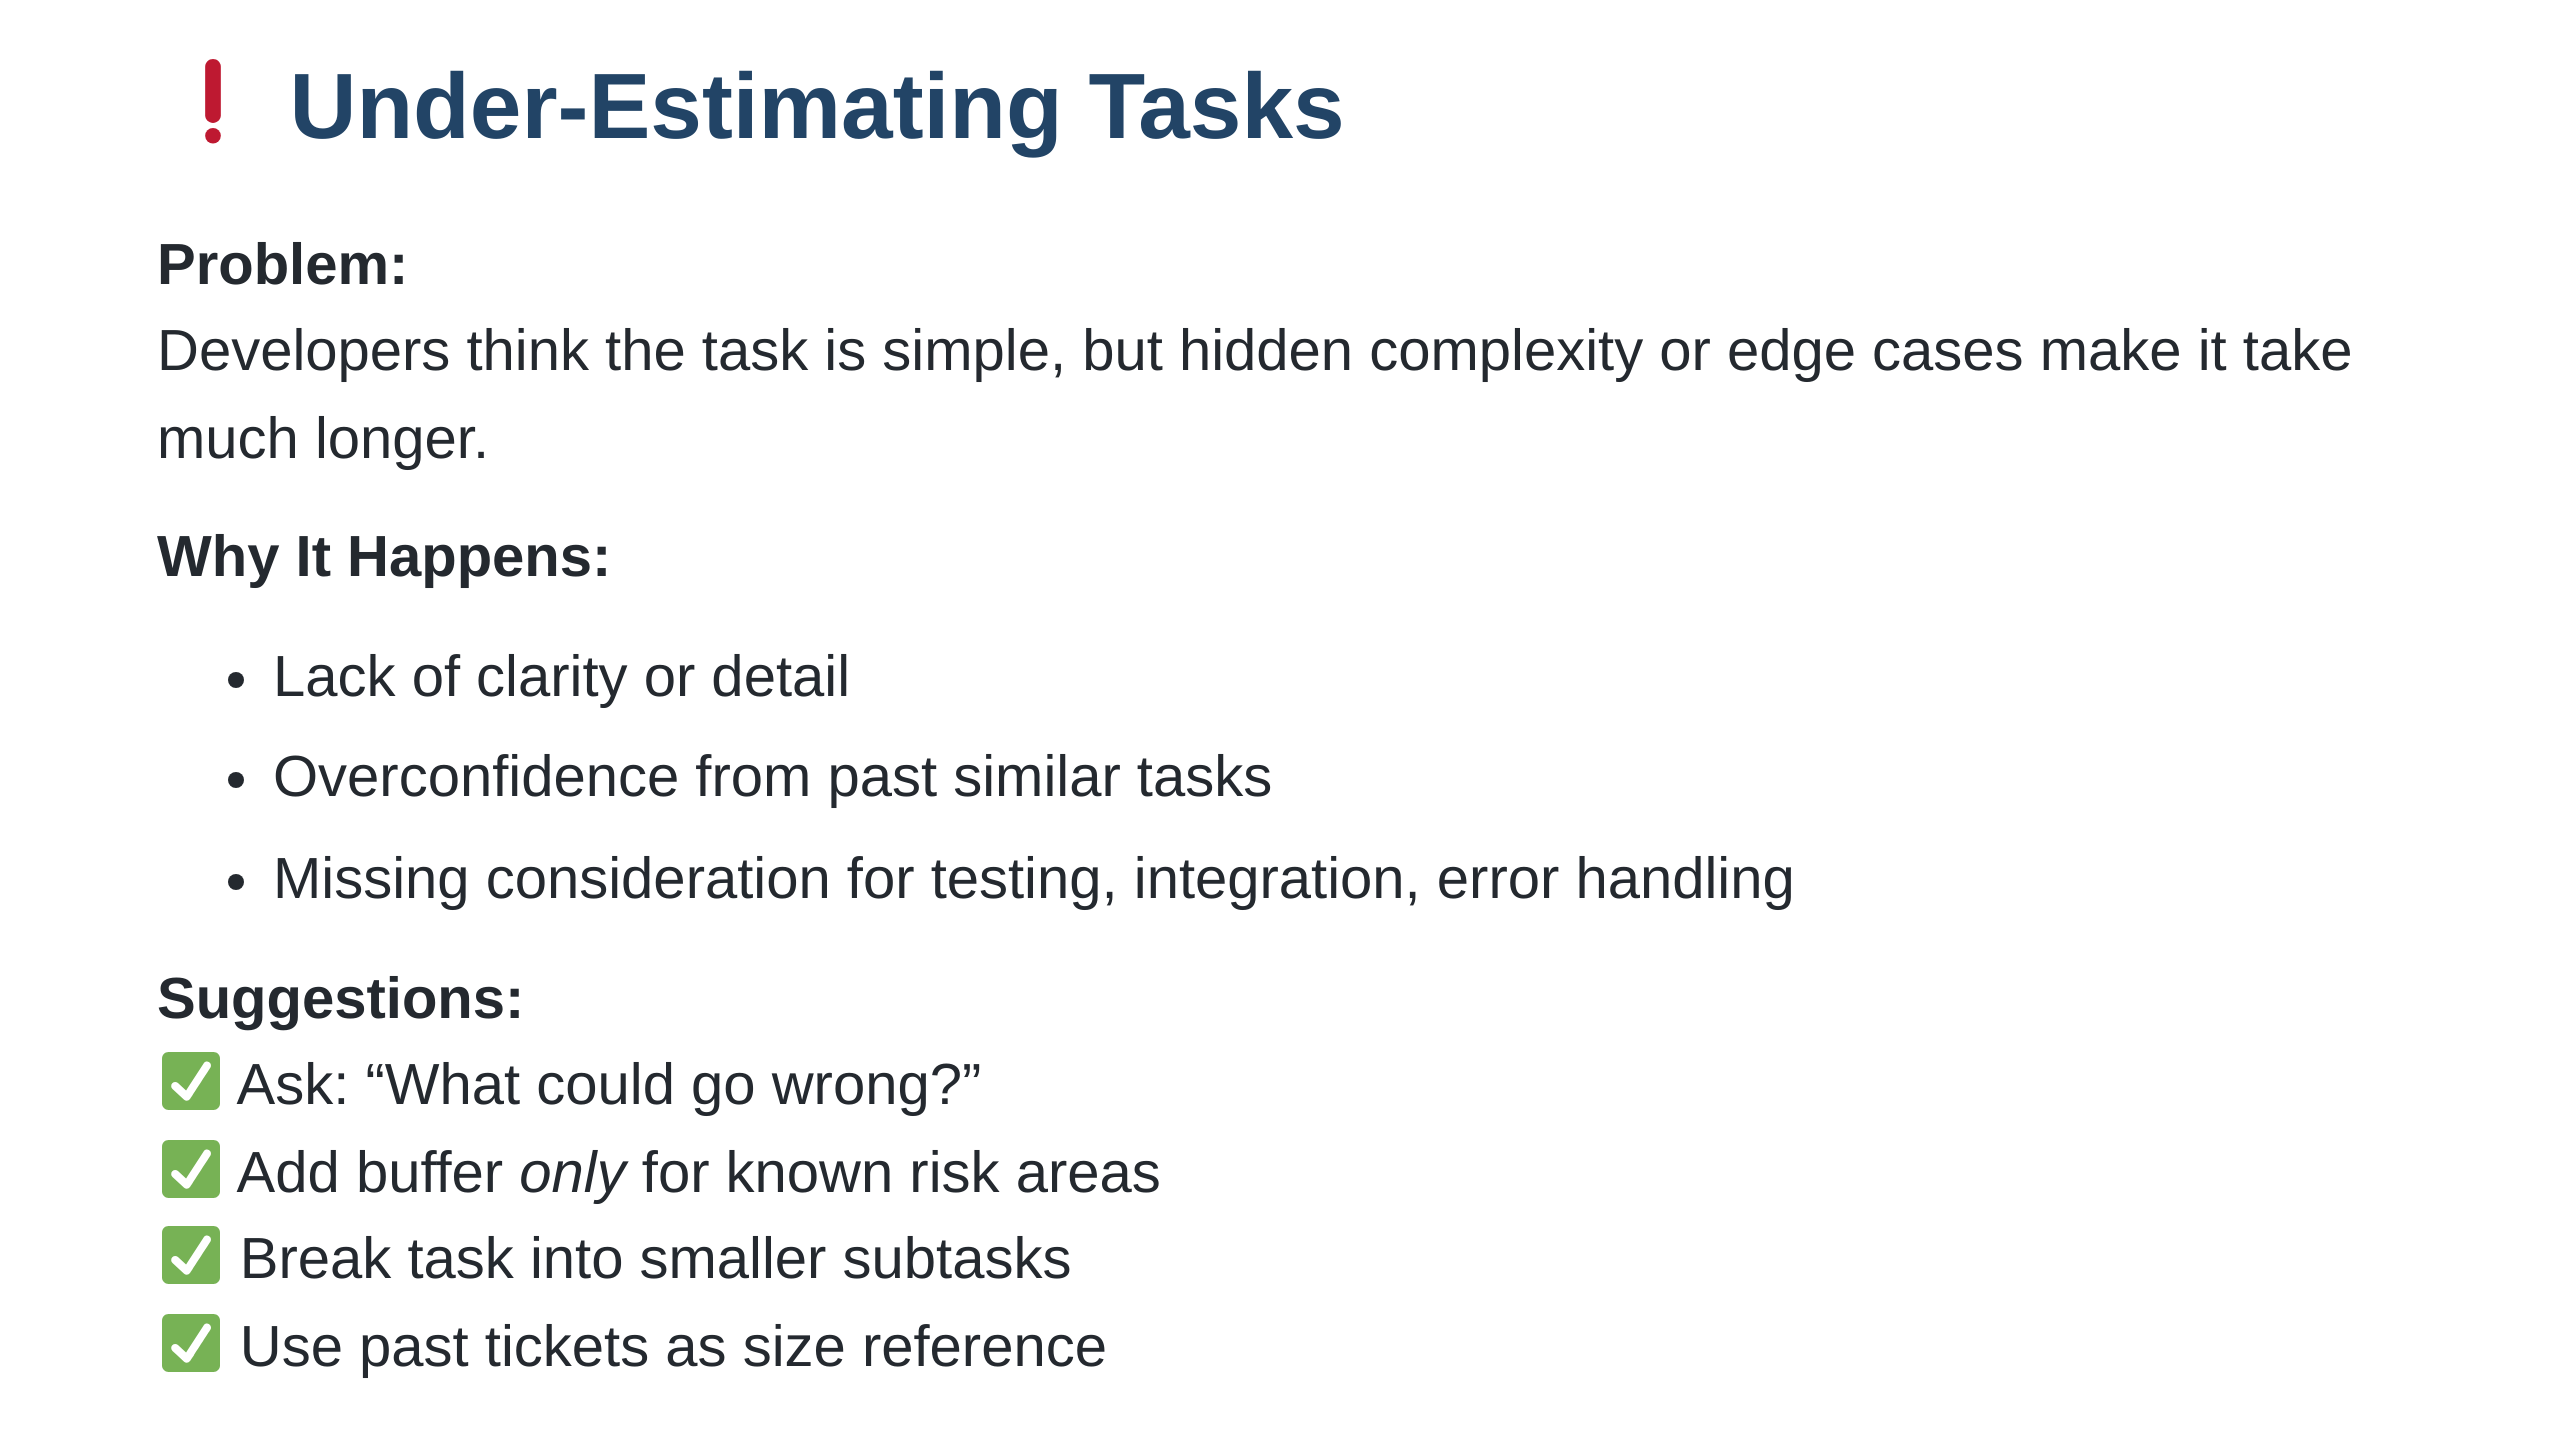 ❗ Under-Estimating Tasks
Problem:
Developers think the task is simple, but hidden complexity or edge cases make it take
much longer.
Why It Happens:
• Lack of clarity or detail
• Overconfidence from past similar tasks
• Missing consideration for testing, integration, error handling
Suggestions:
✅ Ask: “What could go wrong?”
✅ Add buffer only for known risk areas
✅ Break task into smaller subtasks
✅ Use past tickets as size reference